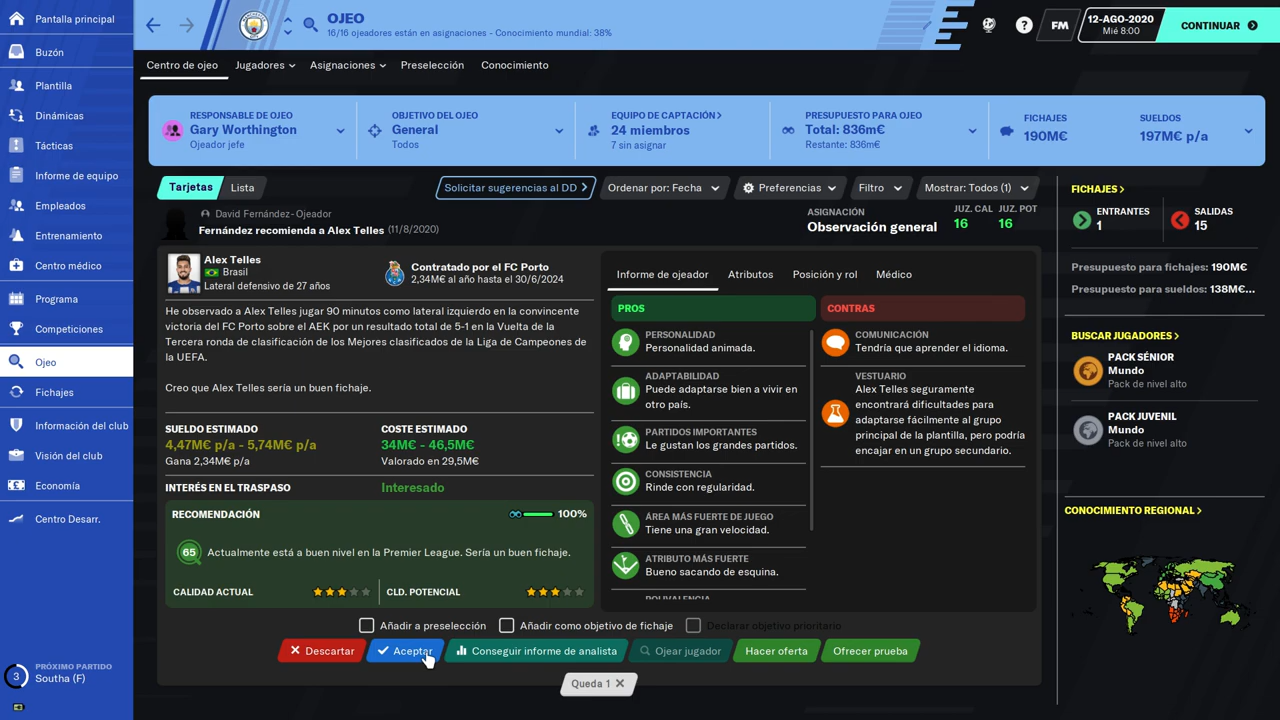 Pantalla principal
Buzón
Plantilla
Dinámicas
Tácticas
Informe de equipo
Empleados
Entrenamiento
Centro médico
Programa
Competiciones
Ojeo
Fichajes
Información del club
Visión del club
Economía
Centro Desarr.
3
PRÓXIMO PARTIDO
Southa (F)
OJEO
16/16 ojeadores están en asignaciones - Conocimiento mundial: 38%
?
FM
12-AGO-2020
Mié 8:00
CONTINUAR
Centro de ojeo
Jugadores
Asignaciones
Preselección
Conocimiento
RESPONSABLE DE OJEO
Gary Worthington
Ojeador jefe
OBJETIVO DEL OJEO
General
Todos
EQUIPO DE CAPTACIÓN
24 miembros
7 sin asignar
PRESUPUESTO PARA OJEO
Total: 836m€
Restante: 836m€
FICHAJES
190M€
SUELDOS
197M€ p/a
Tarjetas
Lista
Solicitar sugerencias al DD
Ordenar por: Fecha
Preferencias
Filtro
Mostrar: Todos (1)
David Fernández- Ojeador
Fernández recomienda a Alex Telles (11/8/2020)
ASIGNACIÓN
Observación general
JUZ. CAL
16
JUZ. POT
16
Alex Telles
Brasil
Lateral defensivo de 27 años
Contratado por el FC Porto
2,34M€ al año hasta el 30/6/2024
He observado a Alex Telles jugar 90 minutos como lateral izquierdo en la convincente
victoria del FC Porto sobre el AEK por un resultado total de 5-1 en la Vuelta de la
Tercera ronda de clasificación de los Mejores clasificados de la Liga de Campeones de
la UEFA.
Creo que Alex Telles sería un buen fichaje.
SUELDO ESTIMADO
4,47M€ p/a - 5,74M€ p/a
Gana 2,34M€ p/a
COSTE ESTIMADO
34M€ - 46,5M€
Valorado en 29,5M€
INTERÉS EN EL TRASPASO
Interesado
RECOMENDACIÓN
100%
65
Actualmente está a buen nivel en la Premier League. Sería un buen fichaje.
CALIDAD ACTUAL
CLD. POTENCIAL
Informe de ojeador
Atributos
Posición y rol
Médico
PROS
PERSONALIDAD
Personalidad animada.
ADAPTABILIDAD
Puede adaptarse bien a vivir en
otro país.
PARTIDOS IMPORTANTES
Le gustan los grandes partidos.
CONSISTENCIA
Rinde con regularidad.
ÁREA MÁS FUERTE DE JUEGO
Tiene una gran velocidad.
ATRIBUTO MÁS FUERTE
Bueno sacando de esquina.
POLIVALENCIA
CONTRAS
COMUNICACIÓN
Tendría que aprender el idioma.
VESTUARIO
Alex Telles seguramente
encontrará dificultades para
adaptarse fácilmente al grupo
principal de la plantilla, pero podría
encajar en un grupo secundario.
Añadir a preselección
Añadir como objetivo de fichaje
Declarar objetivo prioritario
Descartar
Aceptar
Conseguir informe de analista
Ojear jugador
Hacer oferta
Ofrecer prueba
Queda 1
FICHAJES
ENTRANTES
1
SALIDAS
15
Presupuesto para fichajes: 190M€
Presupuesto para sueldos: 138M€...
BUSCAR JUGADORES
PACK SÉNIOR
Mundo
Pack de nivel alto
PACK JUVENIL
Mundo
Pack de nivel alto
CONOCIMIENTO REGIONAL